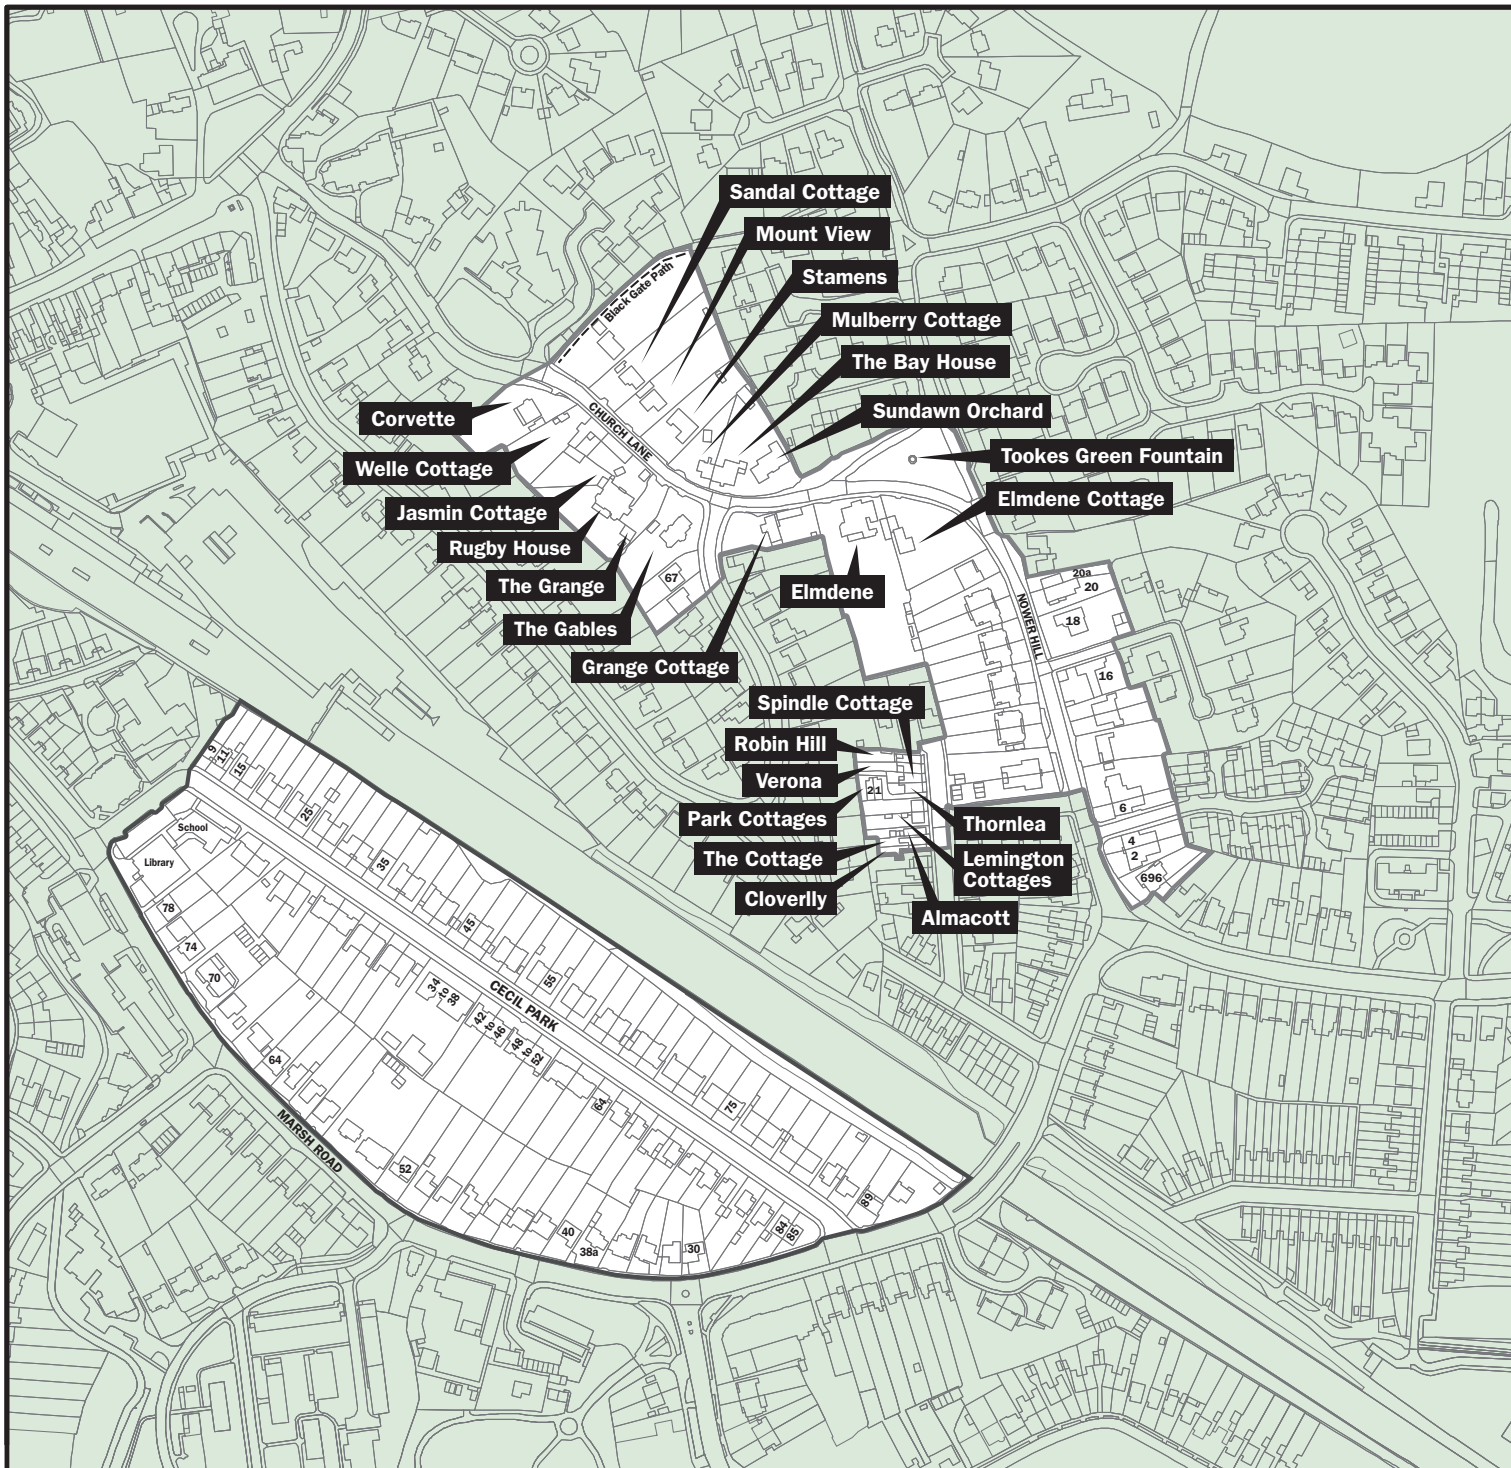 Sandal Cottage
Mount View
Stamens
Black Gate Path
Mulberry Cottage
The Bay House
Corvette
CHURCH LANE
Sundawn Orchard
Welle Cottage
Tookes Green Fountain
Jasmin Cottage
Elmdene Cottage
Rugby House
The Grange
67
Elmdene
20a
20
NOWER HILL
18
The Gables
Grange Cottage
16
Spindle Cottage
Robin Hill
Verona
21
Park Cottages
Thornlea
6
The Cottage
Lemington
Cottages
4
2
696
Cloverlly
Almacott
9
11
15
25
School
Library
35
78
45
74
70
55
34
to
38
CECIL PARK
42
to
46
48
to
52
64
64
75
MARSH ROAD
52
89
40
38a
30
84
85